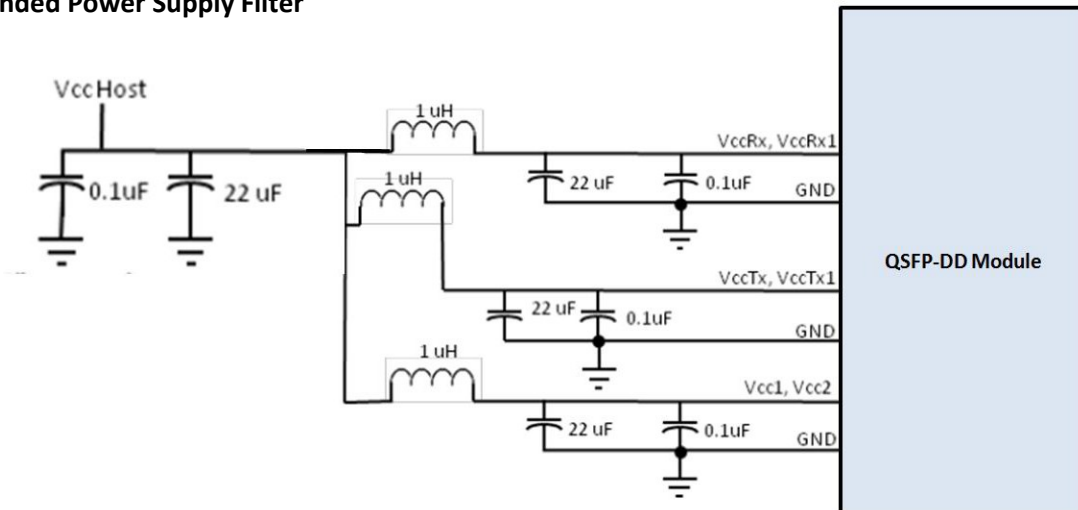 nded Power Supply Filter
VccHost
0.1uF
22 uF
1 uH
VccRx, VccRx1
22 uF
0.1uF
GND
1 uH
QSFP-DD Module
VccTx, VccTx1
22 uF
0.1uF
GND
1 uH
Vcc1, Vcc2
22 uF
0.1uF
GND